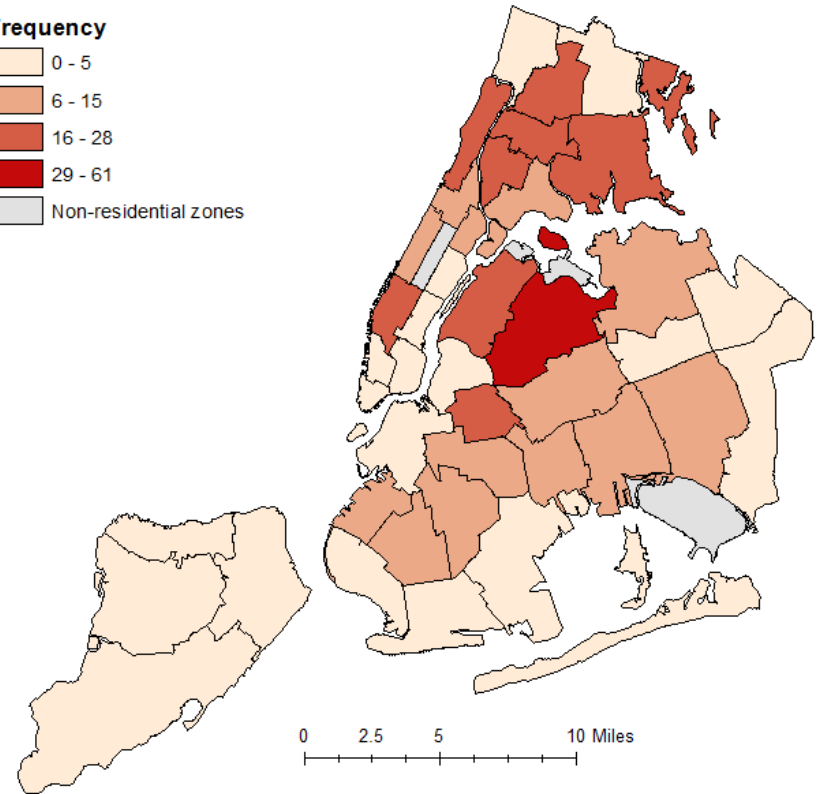 requency
0 - 5
6 - 15
16 - 28
29 - 61
Non-residential zones
0 2.5 5 10 Miles